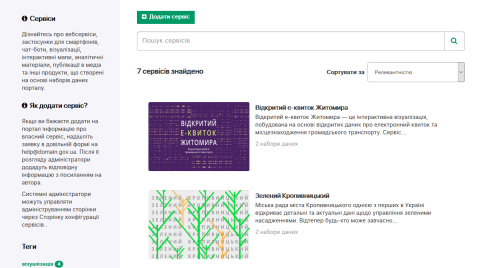 Сервіси
Дізнайтесь про вебсервіси,
застосунки для смартфонів,
чат-боти, візуалізації,
інтерактивні мапи, аналітичні
матеріали, публікації в медіа
та інші продукти, що створені
на основі наборів даних
порталу.
Як додати сервіс?
Якщо ви бажаєте додати на
портал інформацію про
власний сервіс, надішліть
заявку в довільній формі на
help@domain.gov.ua. Після її
розгляду адміністратори
додадуть відповідну
інформацію з посиланням на
автора.
Системні адміністратори
можуть управляти
адмініструванням сторінки
через Сторінку конфігурації
сервісів.
Теги
візуалізація 4
Додати сервіс
Пошук сервісів
7 сервісів знайдено
Сортувати за
Релевантністю
ВІДКРИТИЙ
Е-КВИТОК
ЖИТОМИРА
Відкритий е-квиток Житомира
Відкритий е-квиток Житомира — це інтерактивна візуалізація,
побудована на основі відкритих даних про електронний квиток та
місцезнаходження громадського транспорту. Сервіс...
2 набори даних
ЗЕЛЕНИЙ КРОПИВНИЦЬКИЙ
Зелений Кропивницький
Міська рада міста Кропивницького однією з перших в Україні
відкриває детальні та актуальні дані щодо управління зеленими
насадженнями. Відтепер будь-хто може завчасно...
2 набори даних